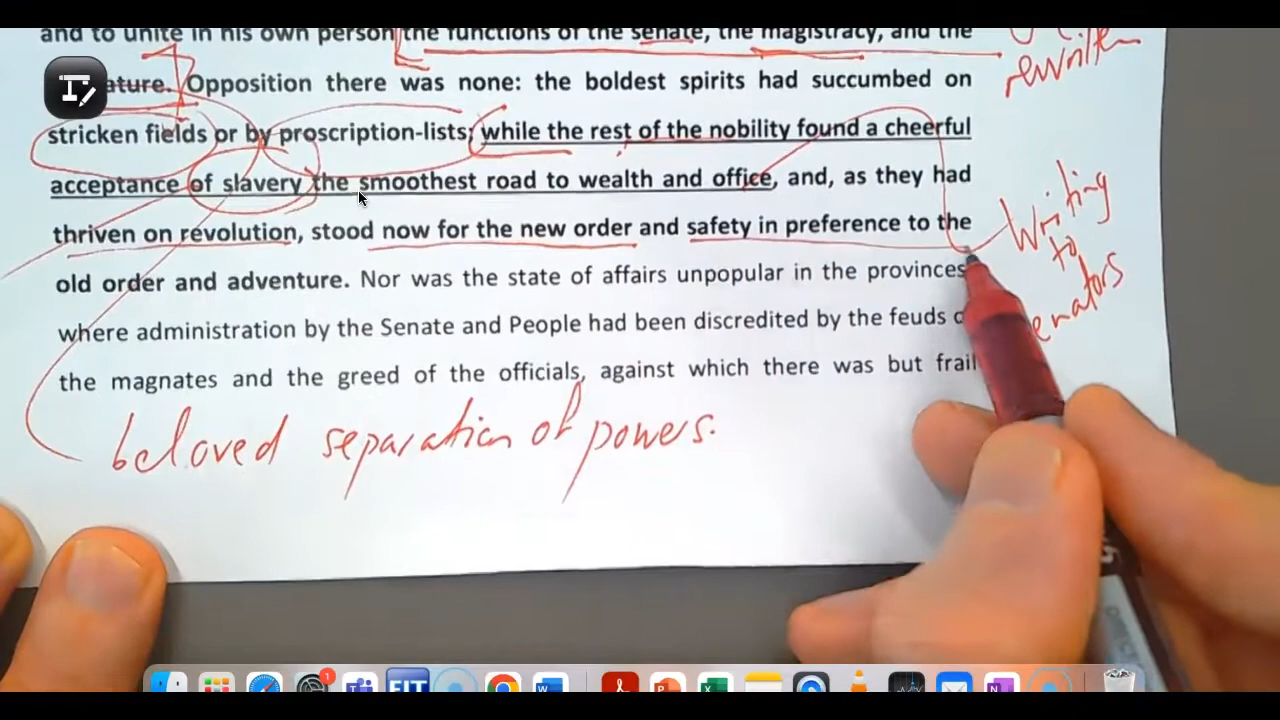 and to unite in his own person the functions of the senate, the magistracy, and the
rewritten
ature. Opposition there was none: the boldest spirits had succumbed on
stricken fields or by proscription-lists; while the rest of the nobility found a cheerful
acceptance of slavery the smoothest road to wealth and office, and, as they had
thriven on revolution, stood now for the new order and safety in preference to the
old order and adventure. Nor was the state of affairs unpopular in the provinces
where administration by the Senate and People had been discredited by the feuds
the magnates and the greed of the officials, against which there was but frail
Writing
to
enators
beloved separation of powers.